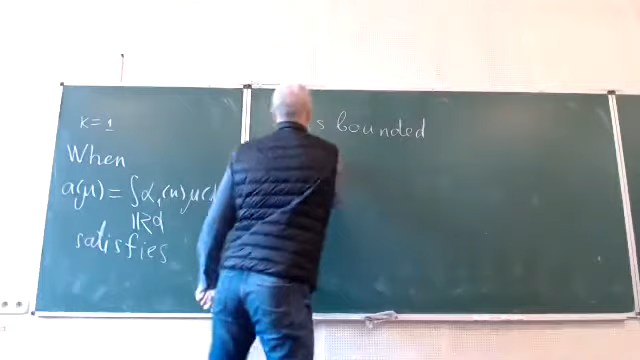 K = 1
When
a(μ) = ∫ α₁(x) μ(
ℝᵈ
satisfies
s bounded